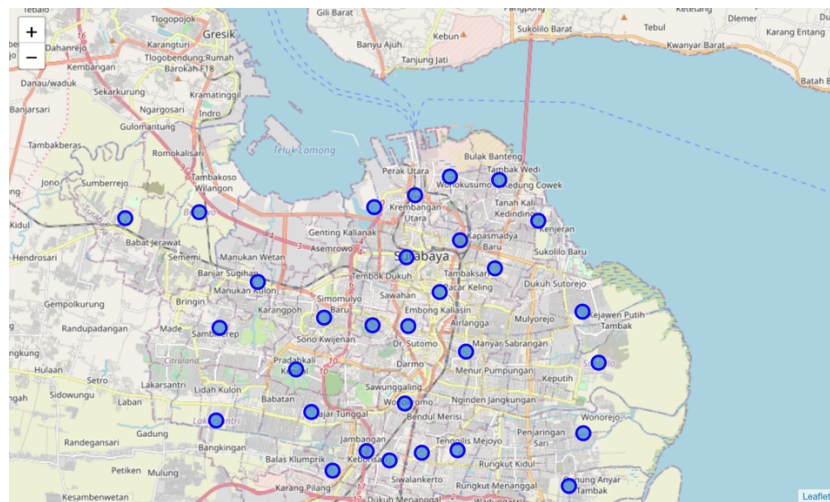 Tebalo
Tlogopojok
Gresik
Gili Barat
Pangpong
Sukolilo Barat
Ketetang
Dlemer
Karang Entang
+
−
Dahanrejo
Karangturi
Banyu Ajuh
Kebun
Tebul
Kwanyar Barat
Kembangan
Tlogobendung
Rumah
Barokah F18
Tanjung Jati
Batah B
Danau/waduk
Sekarkurung
Kramatinggil
Banjarsari
Ngargosari
Indro
Gulomantung
Teluk Lamong
Bulak Banteng
Tambakberas
Romokalisari
Perak Utara
Tambak Wedi
Jono
Sumberrejo
Tambakoso
Wilangon
Wonokusumo
Kedung Cowek
Krembangan
Utara
Tanah Kali
Kedinding
Kidul
Genting Kalianak
Kenjeran
Babat Jerawat
Manukan Wetan
Asemrowo
Kapasmadya
Baru
Sukolilo Baru
Hendrosari
Sememi
Surabaya
Banjar Sugihan
Tembok Dukuh
Tambaksari
Manukan Kulon
Pacar Keling
Dukuh Sutorejo
Gempolkurung
Bringin
Simomulyo
Baru
Sawahan
Karangpoh
Embong Kaliasin
Kejawen Putih
Tambak
Randupadangan
Made
Airlangga
Mulyorejo
Sono Kwijenan
Dr. Sutomo
Manyar Sabrangan
Hulaan
Citraland
Pradahkali
Darmo
Menur Pumpungan
Setro
Lakarsantri
Lidah Kulon
Keputih
Sidowungu
Laban
Babatan
Sawunggaling
Nginden Jangkungan
Wonokromo
Gadung
Bendul Merisi
Wonorejo
Randegansari
Bangkingan
Jambangan
Tenggilis Mejoyo
Penjaringan
Sari
Petiken
Mulung
Balas Klumprik
Kebonsari
Siwalankerto
Rungkut Kidul
Karang Pilang
Gunung Anyar
Tambak
Kesambenwetan
Dukuh Menanggal
Rungkut Menanggal
Leaflet